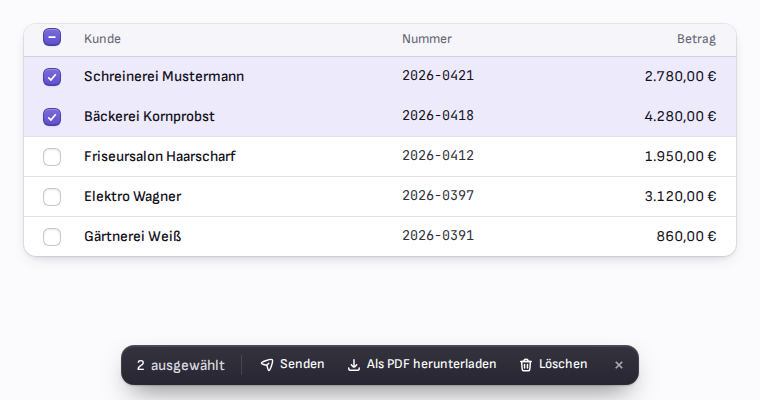 Kunde Nummer Betrag
Schreinerei Mustermann 2026-0421 2.780,00 €
Bäckerei Kornprobst 2026-0418 4.280,00 €
Friseursalon Haarscharf 2026-0412 1.950,00 €
Elektro Wagner 2026-0397 3.120,00 €
Gärtnerei Weiß 2026-0391 860,00 €
2 ausgewählt Senden Als PDF herunterladen Löschen